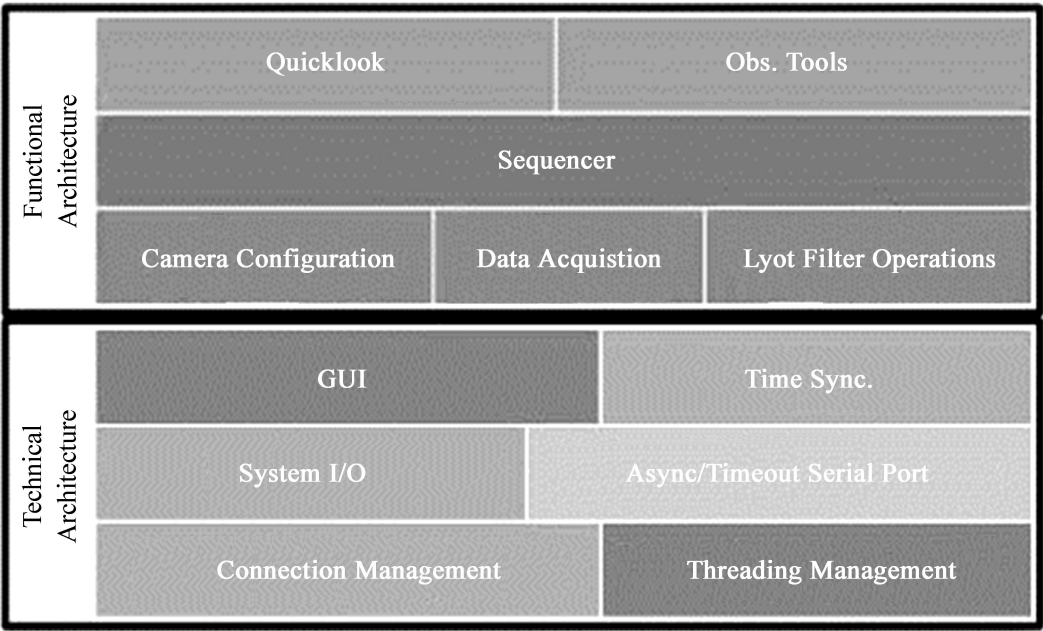 Functional
Architecture
Quicklook
Obs. Tools
Sequencer
Camera Configuration
Data Acquistion
Lyot Filter Operations
Technical
Architecture
GUI
Time Sync.
System I/O
Async/Timeout Serial Port
Connection Management
Threading Management